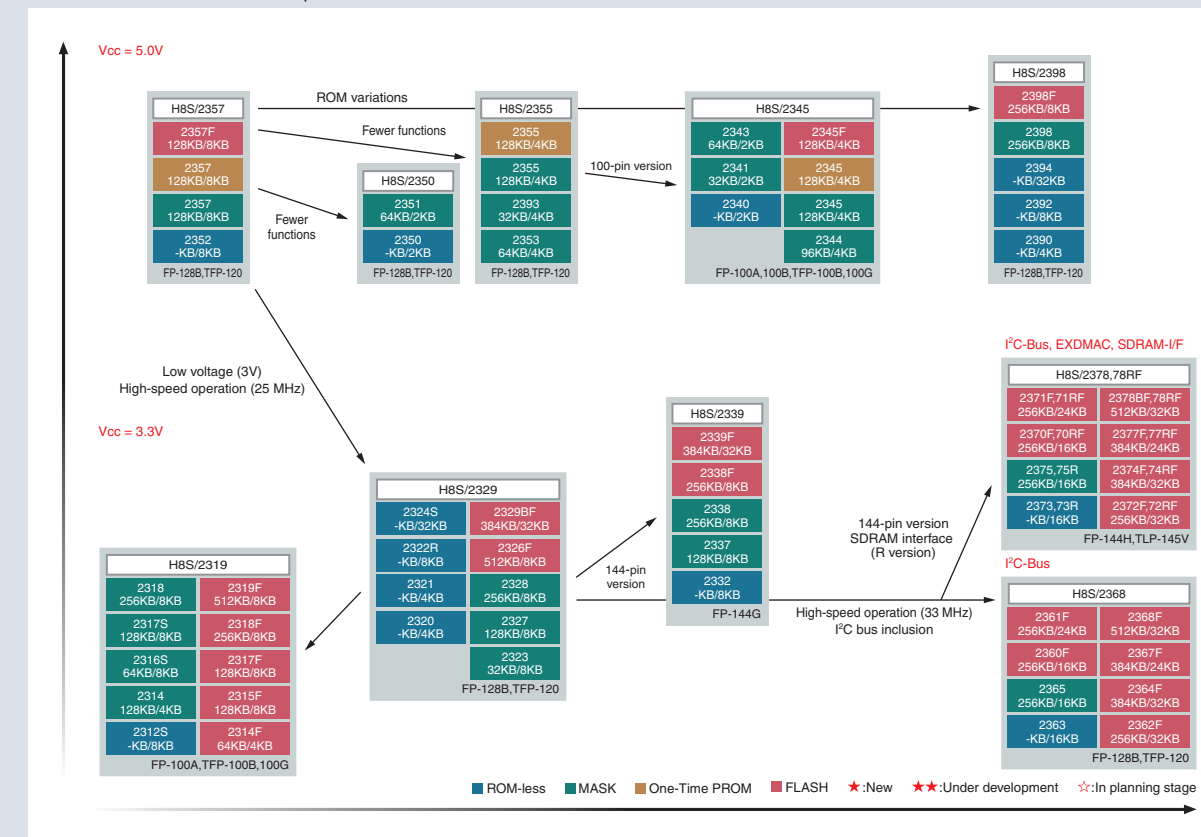 Vcc = 5.0V
H8S/2357
2357F
128KB/8KB
2357
128KB/8KB
2357
128KB/8KB
2352
-KB/8KB
FP-128B,TFP-120
ROM variations
Fewer functions
Fewer
functions
H8S/2350
2351
64KB/2KB
2350
-KB/2KB
FP-128B,TFP-120
H8S/2355
2355
128KB/4KB
2355
128KB/4KB
2393
32KB/4KB
2353
64KB/4KB
FP-128B,TFP-120
100-pin version
H8S/2345
2343
64KB/2KB
2345F
128KB/4KB
2341
32KB/2KB
2345
128KB/4KB
2340
-KB/2KB
2345
128KB/4KB
2344
96KB/4KB
FP-100A,100B,TFP-100B,100G
H8S/2398
2398F
256KB/8KB
2398
256KB/8KB
2394
-KB/32KB
2392
-KB/8KB
2390
-KB/4KB
FP-128B,TFP-120
Low voltage (3V)
High-speed operation (25 MHz)
Vcc = 3.3V
H8S/2319
2318
256KB/8KB
2319F
512KB/8KB
2317S
128KB/8KB
2318F
256KB/8KB
2316S
64KB/8KB
2317F
128KB/8KB
2314
128KB/4KB
2315F
128KB/8KB
2312S
-KB/8KB
2314F
64KB/4KB
FP-100A,TFP-100B,100G
H8S/2329
2324S
-KB/32KB
2329BF
384KB/32KB
2322R
-KB/8KB
2326F
512KB/8KB
2321
-KB/4KB
2328
256KB/8KB
2320
-KB/4KB
2327
128KB/8KB
2323
32KB/8KB
FP-128B,TFP-120
144-pin
version
H8S/2339
2339F
384KB/32KB
2338F
256KB/8KB
2338
256KB/8KB
2337
128KB/8KB
2332
-KB/8KB
FP-144G
144-pin version
SDRAM interface
(R version)
High-speed operation (33 MHz)
I²C bus inclusion
I²C-Bus, EXDMAC, SDRAM-I/F
H8S/2378,78RF
2371F,71RF
256KB/24KB
2378BF,78RF
512KB/32KB
2370F,70RF
256KB/16KB
2377F,77RF
384KB/24KB
2375,75R
256KB/16KB
2374F,74RF
384KB/32KB
2373,73R
-KB/16KB
2372F,72RF
256KB/32KB
FP-144H,TLP-145V
I²C-Bus
H8S/2368
2361F
256KB/24KB
2368F
512KB/32KB
2360F
256KB/16KB
2367F
384KB/24KB
2365
256KB/16KB
2364F
384KB/32KB
2363
-KB/16KB
2362F
256KB/32KB
FP-128B,TFP-120
ROM-less MASK One-Time PROM FLASH ★:New ★★:Under development ☆:In planning stage